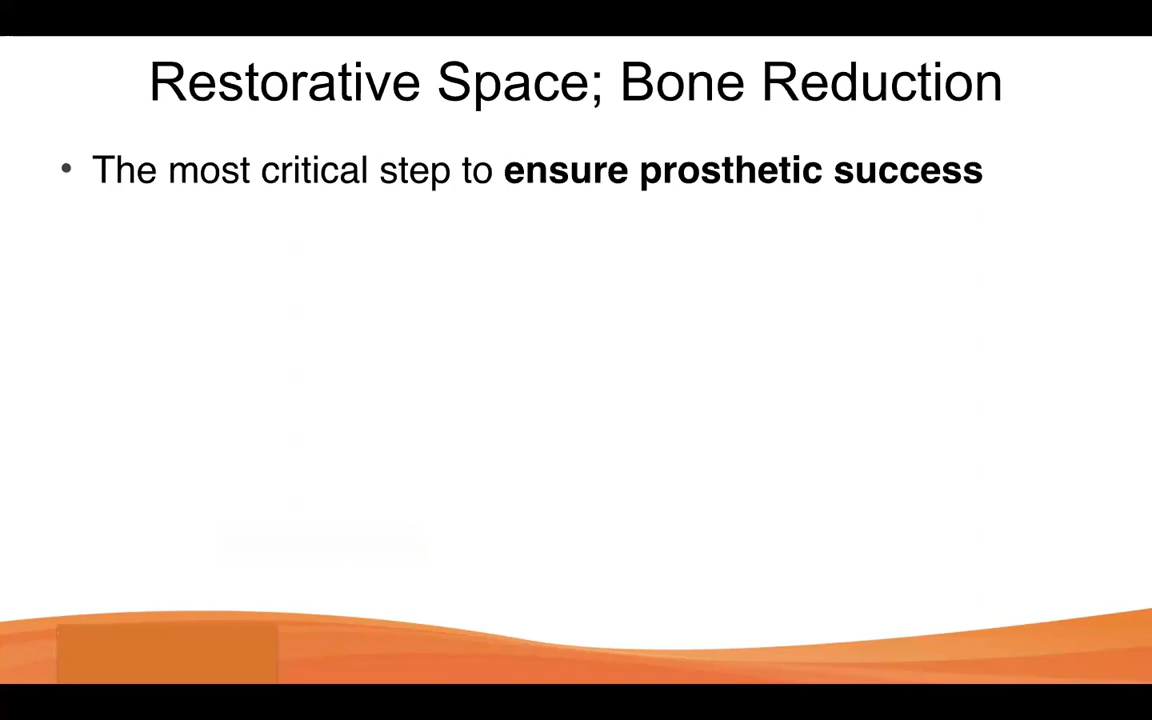 Restorative Space; Bone Reduction
• The most critical step to ensure prosthetic success